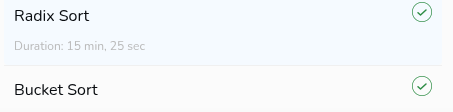 Radix Sort
Duration: 15 min, 25 sec
Bucket Sort